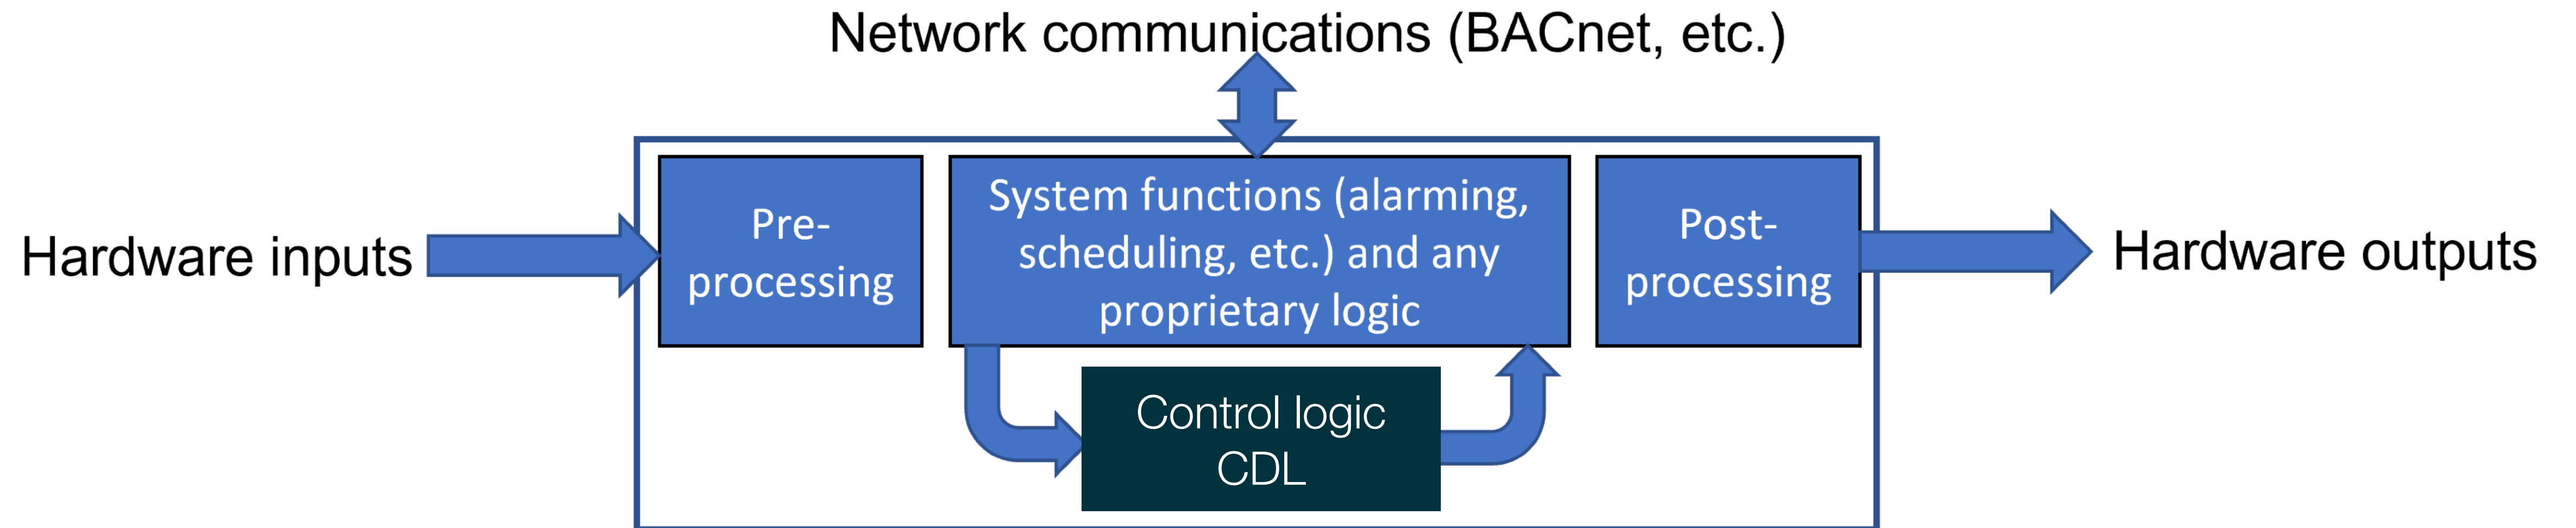 Network communications (BACnet, etc.)
Hardware inputs
Pre-
processing
System functions (alarming,
scheduling, etc.) and any
proprietary logic
Post-
processing
Hardware outputs
Control logic
CDL